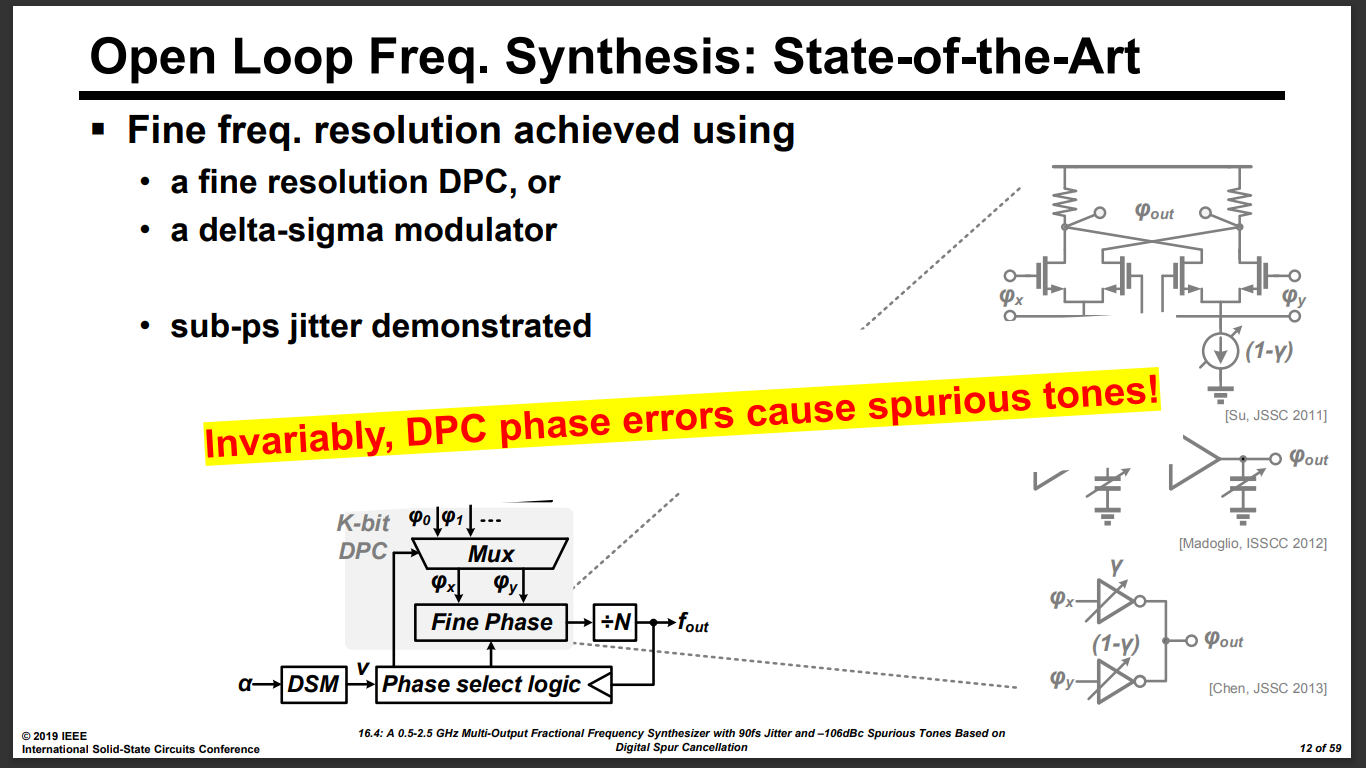 Open Loop Freq. Synthesis: State-of-the-Art
▪ Fine freq. resolution achieved using
• a fine resolution DPC, or
• a delta-sigma modulator
• sub-ps jitter demonstrated
Invariably, DPC phase errors cause spurious tones!
φout
φx
φy
(1-γ)
[Su, JSSC 2011]
φout
[Madoglio, ISSCC 2012]
γ
φx
(1-γ)
φout
φy
[Chen, JSSC 2013]
K-bit
DPC
φ0 φ1
Mux
φx φy
Fine Phase
÷N
fout
α
DSM
v
Phase select logic
© 2019 IEEE
International Solid-State Circuits Conference
16.4: A 0.5-2.5 GHz Multi-Output Fractional Frequency Synthesizer with 90fs Jitter and –106dBc Spurious Tones Based on
Digital Spur Cancellation
12 of 59